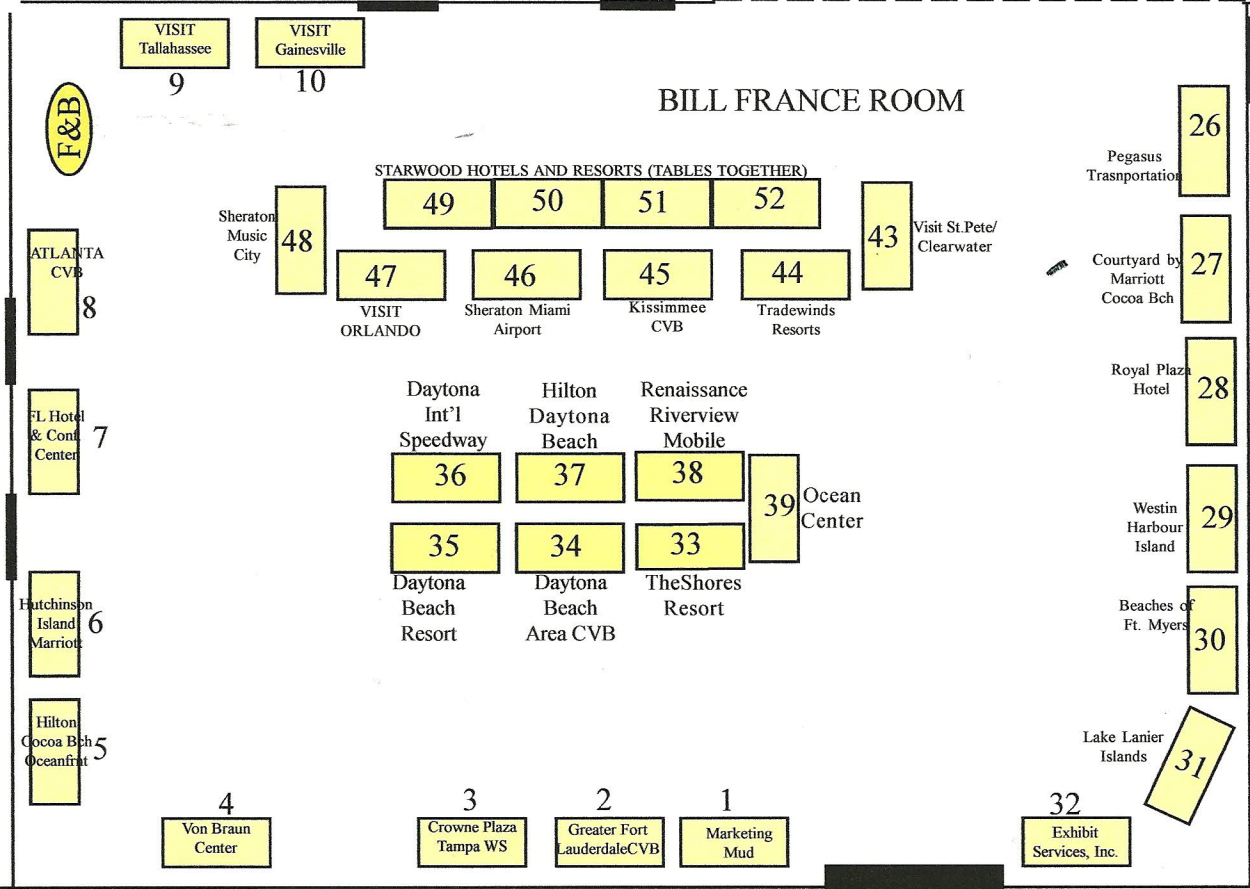 VISIT
Tallahassee
9
VISIT
Gainesville
10
BILL FRANCE ROOM
F&B
26
Pegasus
Trasnportation
STARWOOD HOTELS AND RESORTS (TABLES TOGETHER)
49
50
51
52
Sheraton
Music
City
48
43
Visit St.Pete/
Clearwater
47
VISIT
ORLANDO
46
Sheraton Miami
Airport
45
Kissimmee
CVB
44
Tradewinds
Resorts
ATLANTA
CVB
8
Courtyard by
Marriott
Cocoa Bch
27
Royal Plaza
Hotel
28
FL Hotel
& Conf.
Center
7
Daytona
Int'l
Speedway
36
Hilton
Daytona
Beach
37
Renaissance
Riverview
Mobile
38
39
Ocean
Center
35
Daytona
Beach
Resort
34
Daytona
Beach
Area CVB
33
TheShores
Resort
Westin
Harbour
Island
29
Hutchinson
Island
Marriott
6
Beaches of
Ft. Myers
30
Hilton
Cocoa Bch
Oceanfrnt
5
Lake Lanier
Islands
31
4
Von Braun
Center
3
Crowne Plaza
Tampa WS
2
Greater Fort
LauderdaleCVB
1
Marketing
Mud
32
Exhibit
Services, Inc.